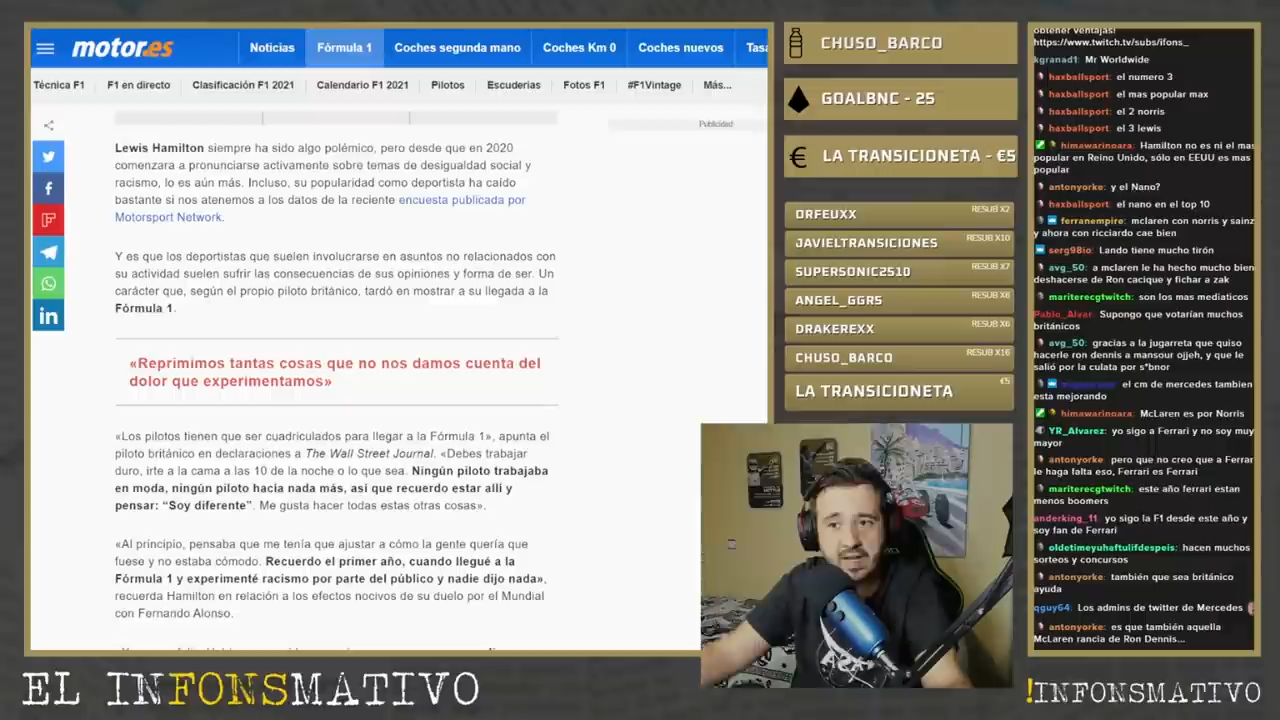 motor.es
Noticias
Fórmula 1
Coches segunda mano
Coches Km 0
Coches nuevos
Tasa
Técnica F1
F1 en directo
Clasificación F1 2021
Calendario F1 2021
Pilotos
Escuderias
Fotos F1
#F1Vintage
Más...
Publicidad
Lewis Hamilton siempre ha sido algo polémico, pero desde que en 2020
comenzara a pronunciarse activamente sobre temas de desigualdad social y
racismo, lo es aún más. Incluso, su popularidad como deportista ha caído
bastante si nos atenemos a los datos de la reciente encuesta publicada por
Motorsport Network.
Y es que los deportistas que suelen involucrarse en asuntos no relacionados con
su actividad suelen sufrir las consecuencias de sus opiniones y forma de ser. Un
carácter que, según el propio piloto británico, tardó en mostrar a su llegada a la
Fórmula 1.
«Reprimimos tantas cosas que no nos damos cuenta del
dolor que experimentamos»
«Los pilotos tienen que ser cuadriculados para llegar a la Fórmula 1», apunta el
piloto británico en declaraciones a The Wall Street Journal. «Debes trabajar
duro, irte a la cama a las 10 de la noche o lo que sea. Ningún piloto trabajaba
en moda, ningún piloto hacía nada más, así que recuerdo estar allí y
pensar: “Soy diferente”. Me gusta hacer todas estas otras cosas».
«Al principio, pensaba que me tenía que ajustar a cómo la gente quería que
fuese y no estaba cómodo. Recuerdo el primer año, cuando llegué a la
Fórmula 1 y experimenté racismo por parte del público y nadie dijo nada»,
recuerda Hamilton en relación a los efectos nocivos de su duelo por el Mundial
con Fernando Alonso.
CHUSO_BARCO
GOALBNC - 25
€ LA TRANSICIONETA - €5
ORFEUXX RESUB X2
JAVIELTRANSICIONES RESUB X10
SUPERSONIC2510 RESUB X7
ANGEL_GGRS RESUB X8
DRAKEREXX RESUB X6
CHUSO_BARCO RESUB X16
LA TRANSICIONETA €5
obtener ventajas!
https://www.twitch.tv/subs/ifons_
kgranad1: Mr Worldwide
haxballsport: el numero 3
haxballsport: el mas popular max
haxballsport: el 2 norris
haxballsport: el 3 lewis
himawarinoara: Hamilton no es ni el mas
popular en Reino Unido, sólo en EEUU es mas
popular
antonyorke: y el Nano?
haxballsport: el nano en el top 10
ferranempire: mclaren con norris y sainz
y ahora con ricciardo cae bien
serg98io: Lando tiene mucho tirón
avg_50: a mclaren le ha hecho mucho bien
deshacerse de Ron cacique y fichar a zak
mariterecgtwitch: son los mas mediaticos
Pablo_Alvar: Supongo que votarían muchos
británicos
avg_50: gracias a la jugarreta que quiso
hacerle ron dennis a mansour ojjeh, y que le
salió por la culata por s*bnor
el cm de mercedes tambien
esta mejorando
himawarinoara: McLaren es por Norris
YR_Alvarez: yo sigo a Ferrari y no soy muy
mayor
antonyorke: pero que no creo que a Ferrar
le haga falta eso, Ferrari es Ferrari
mariterecgtwitch: este año ferrari estan
menos boomers
anderking_11: yo sigo la F1 desde este año y
soy fan de Ferrari
oldetimeyuhaftulifdespeis: hacen muchos
sorteos y concursos
antonyorke: también que sea británico
ayuda
qguy64: Los admins de twitter de Mercedes
antonyorke: es que también aquella
McLaren rancia de Ron Dennis...
EL INFONSMATIVO
!INFONSMATIVO